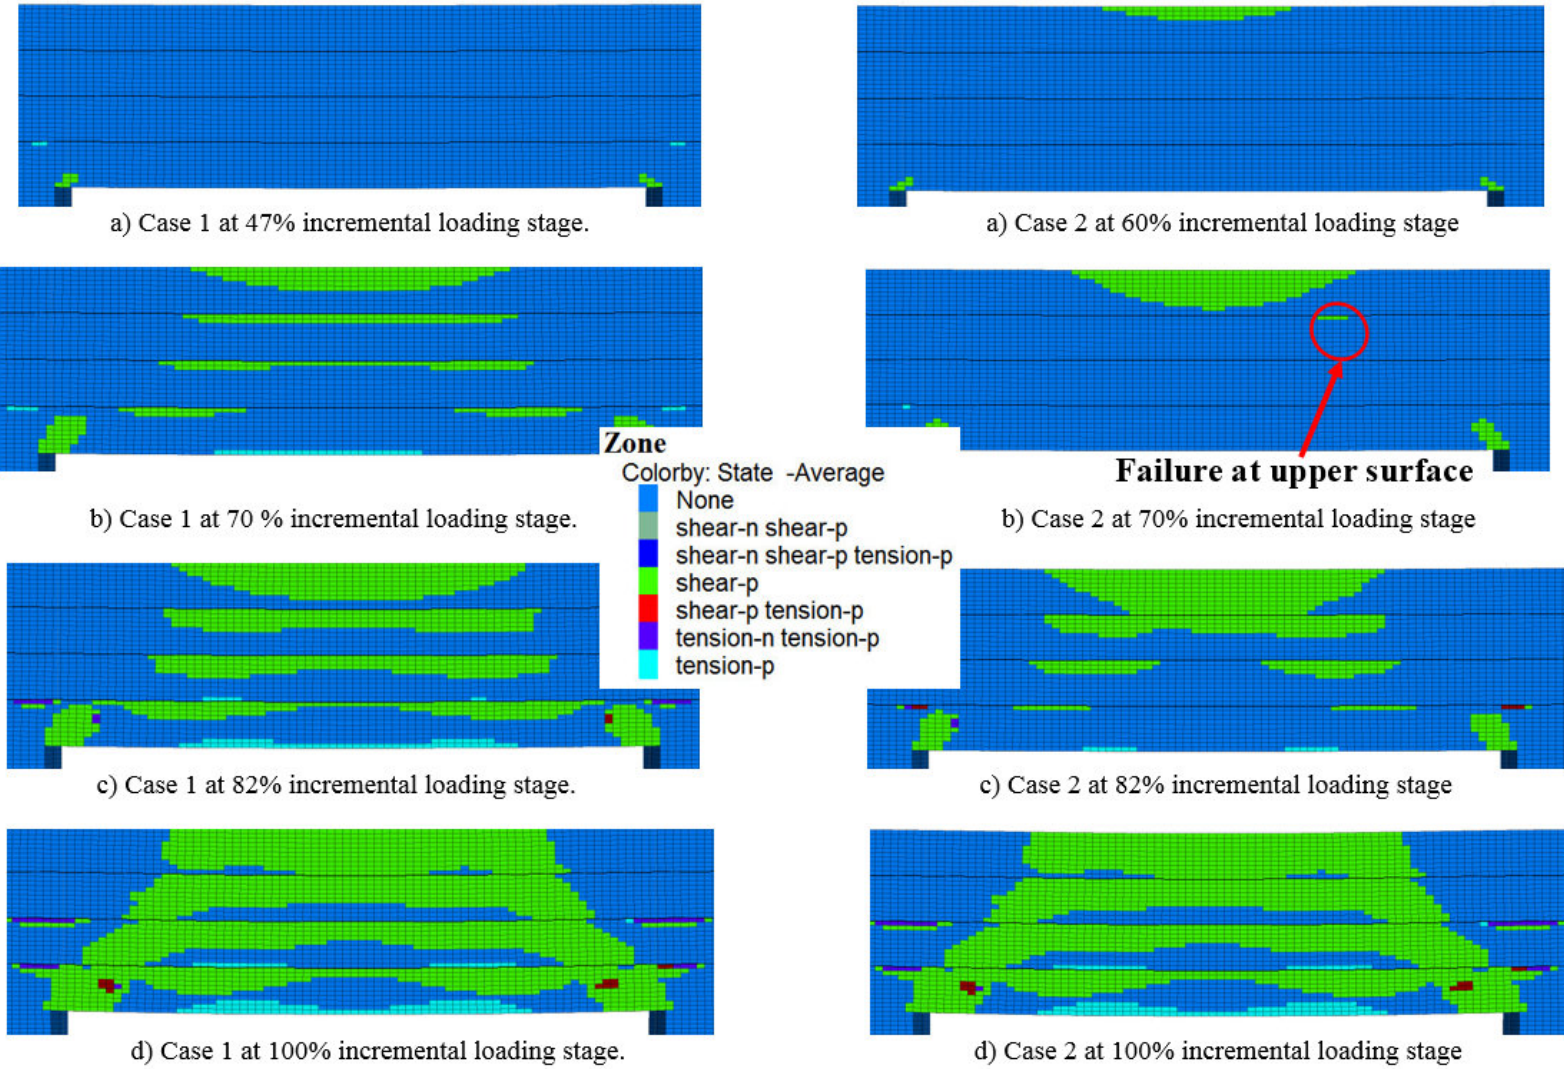 a) Case 1 at 47% incremental loading stage.
a) Case 2 at 60% incremental loading stage
Failure at upper surface
b) Case 1 at 70 % incremental loading stage.
b) Case 2 at 70% incremental loading stage
Zone
Colorby: State -Average
None
shear-n shear-p
shear-n shear-p tension-p
shear-p
shear-p tension-p
tension-n tension-p
tension-p
c) Case 1 at 82% incremental loading stage.
c) Case 2 at 82% incremental loading stage
d) Case 1 at 100% incremental loading stage.
d) Case 2 at 100% incremental loading stage